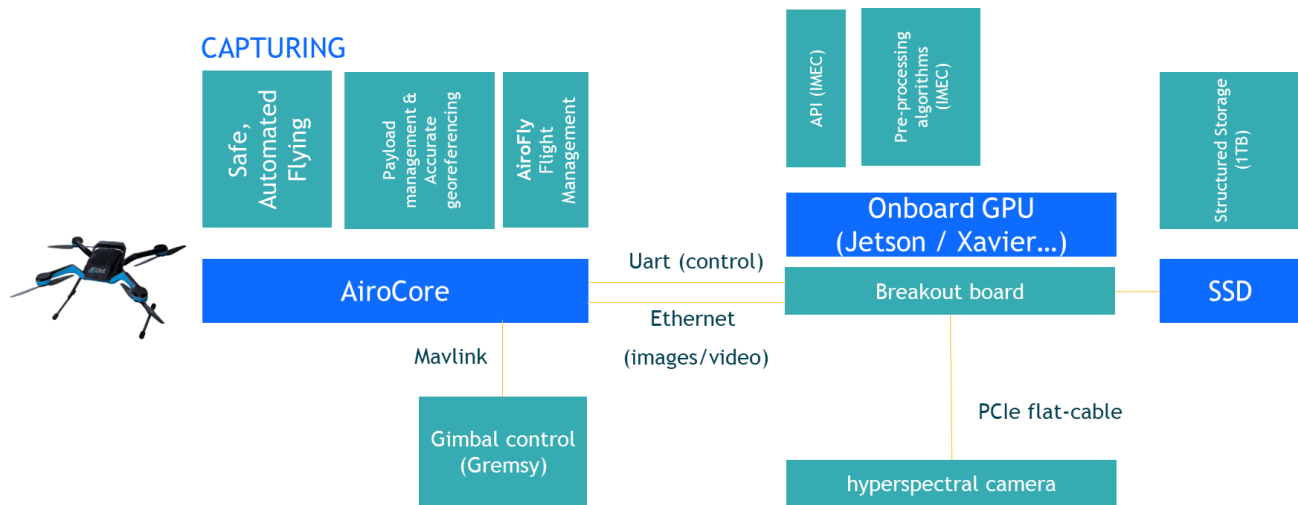 CAPTURING
Safe,
Automated
Flying
Payload
management &
Accurate
georeferencing
AiroFly
Flight
Management
API (IMEC)
Pre-processing
algorithms
(IMEC)
Structured Storage
(1TB)
Onboard GPU
(Jetson / Xavier…)
AiroCore
Uart (control)
Ethernet
(images/video)
Breakout board
SSD
Mavlink
Gimbal control
(Gremsy)
PCIe flat-cable
hyperspectral camera